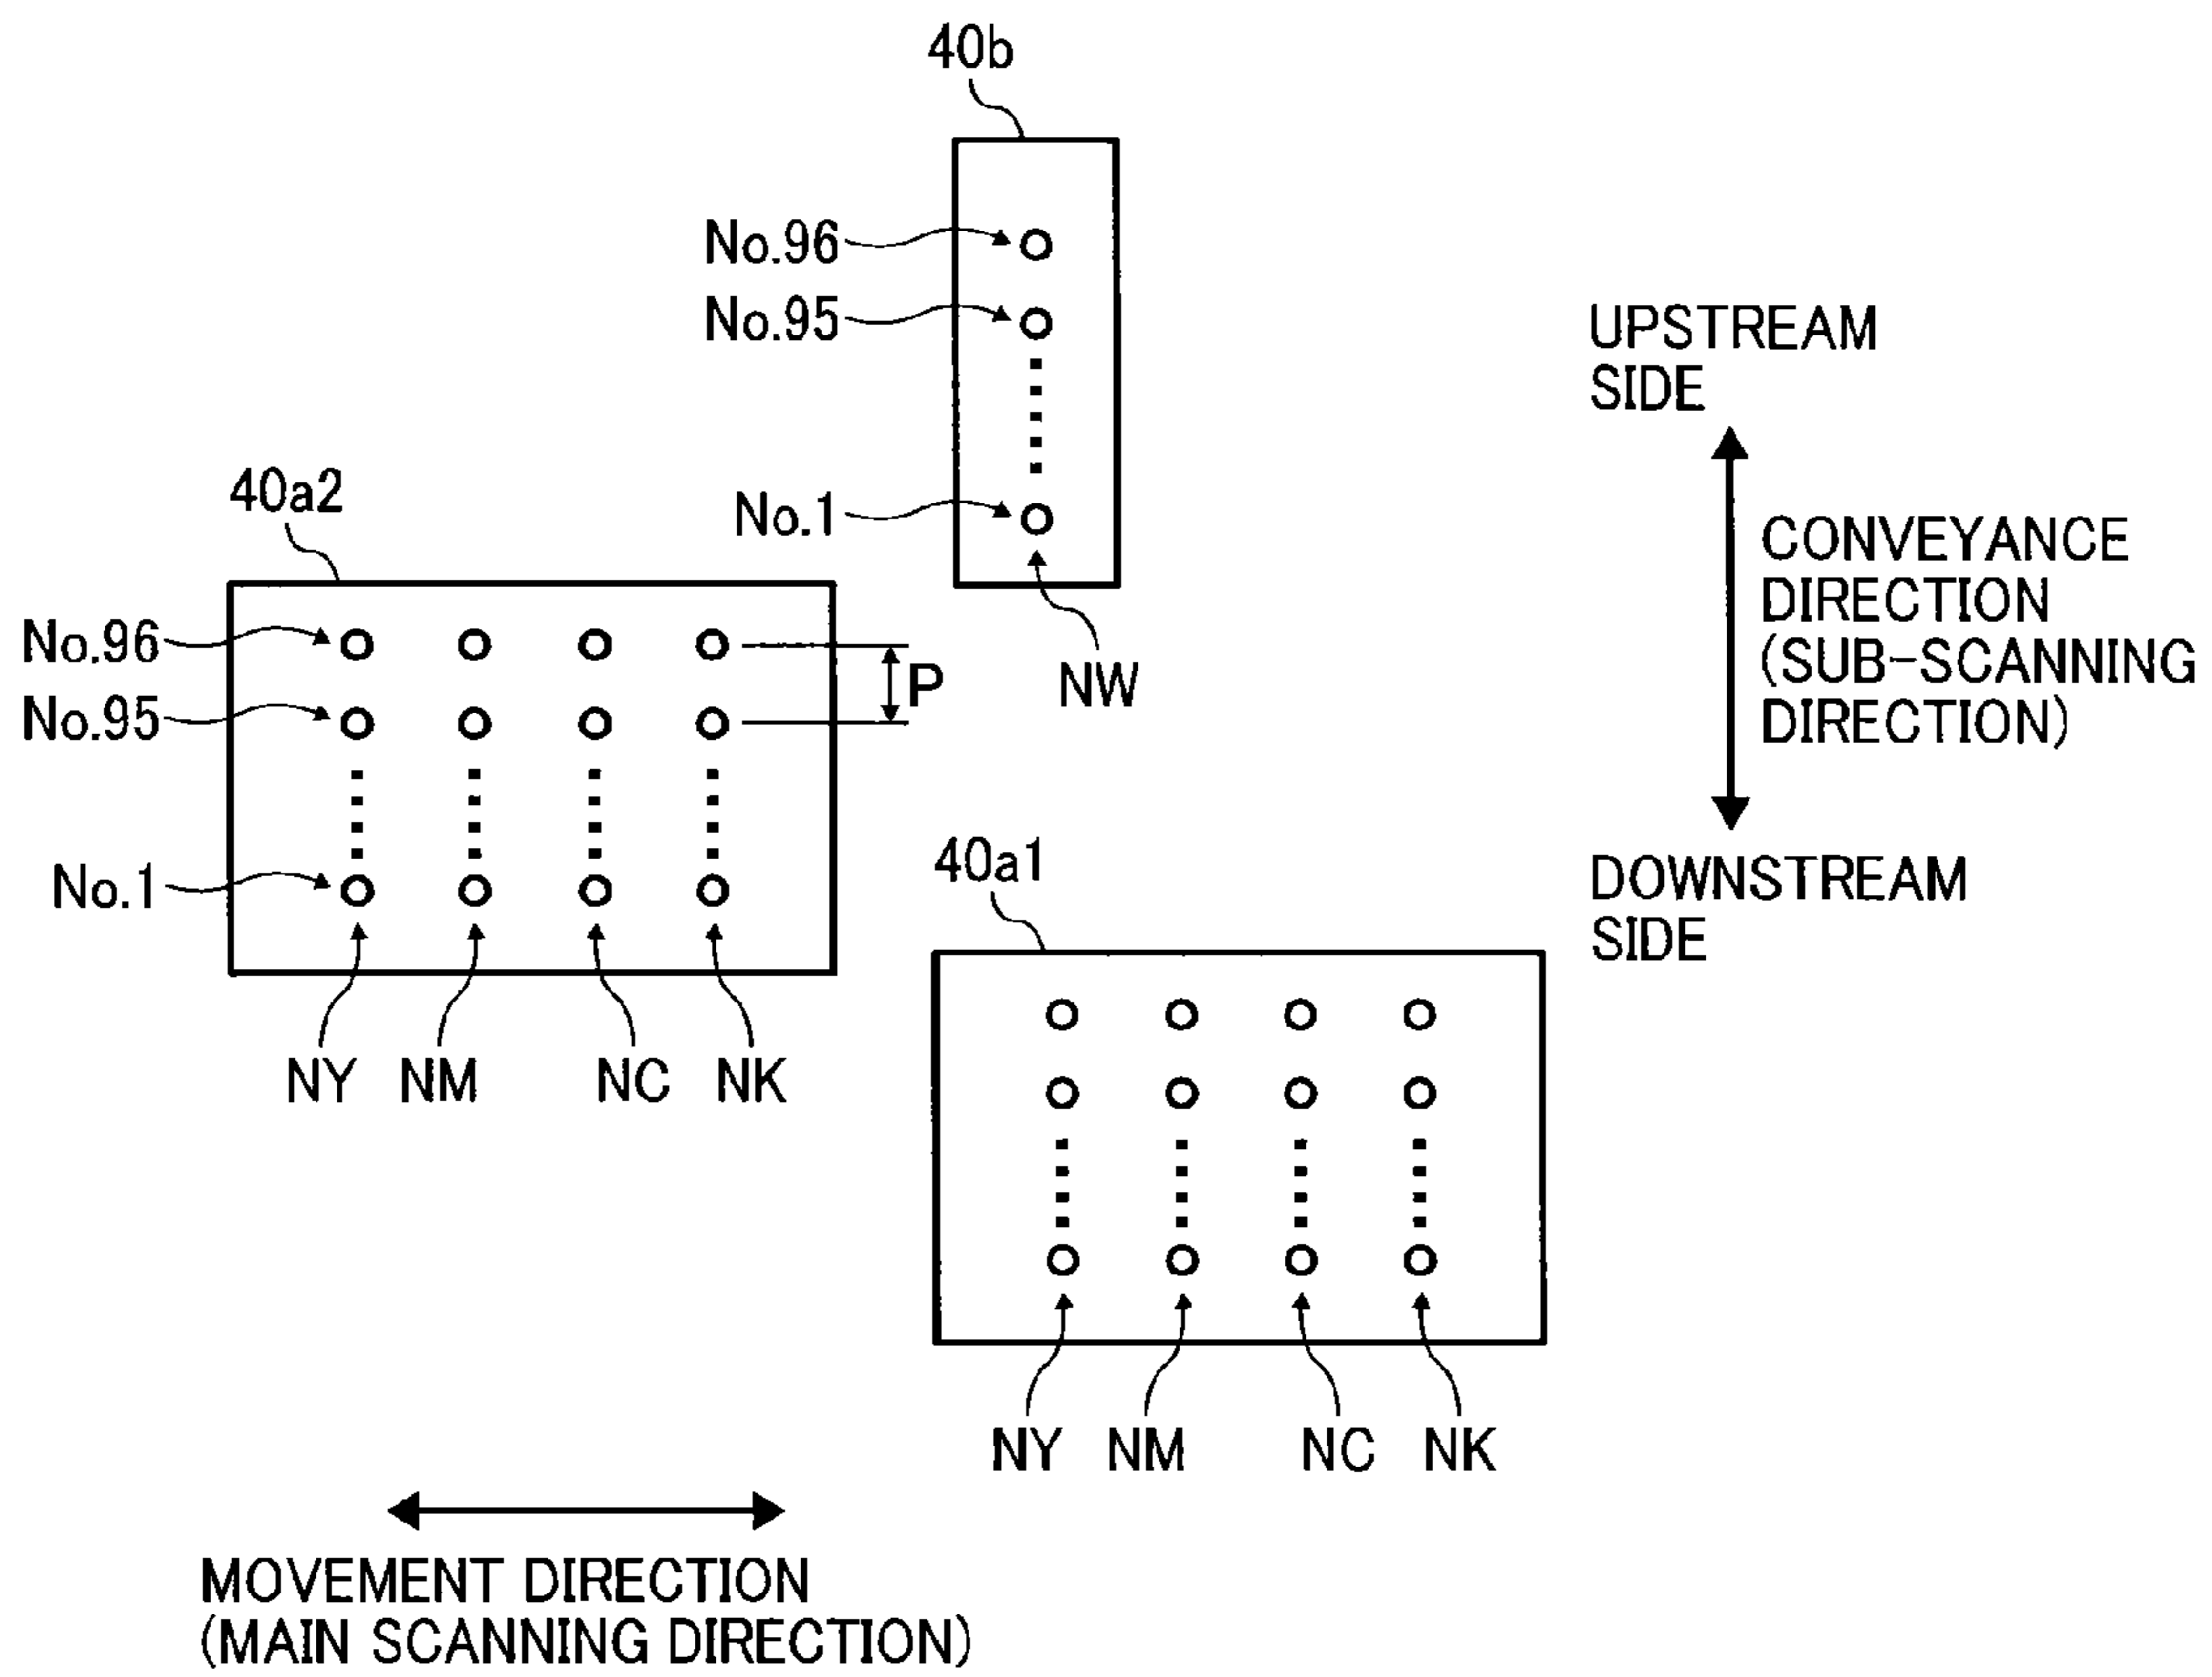 40b
No.96
No.95
No.1
NW
UPSTREAM
SIDE
CONVEYANCE
DIRECTION
(SUB-SCANNING
DIRECTION)
DOWNSTREAM
SIDE
40a2
No.96
No.95
No.1
P
NY NM NC NK
40a1
NY NM NC NK
MOVEMENT DIRECTION
(MAIN SCANNING DIRECTION)